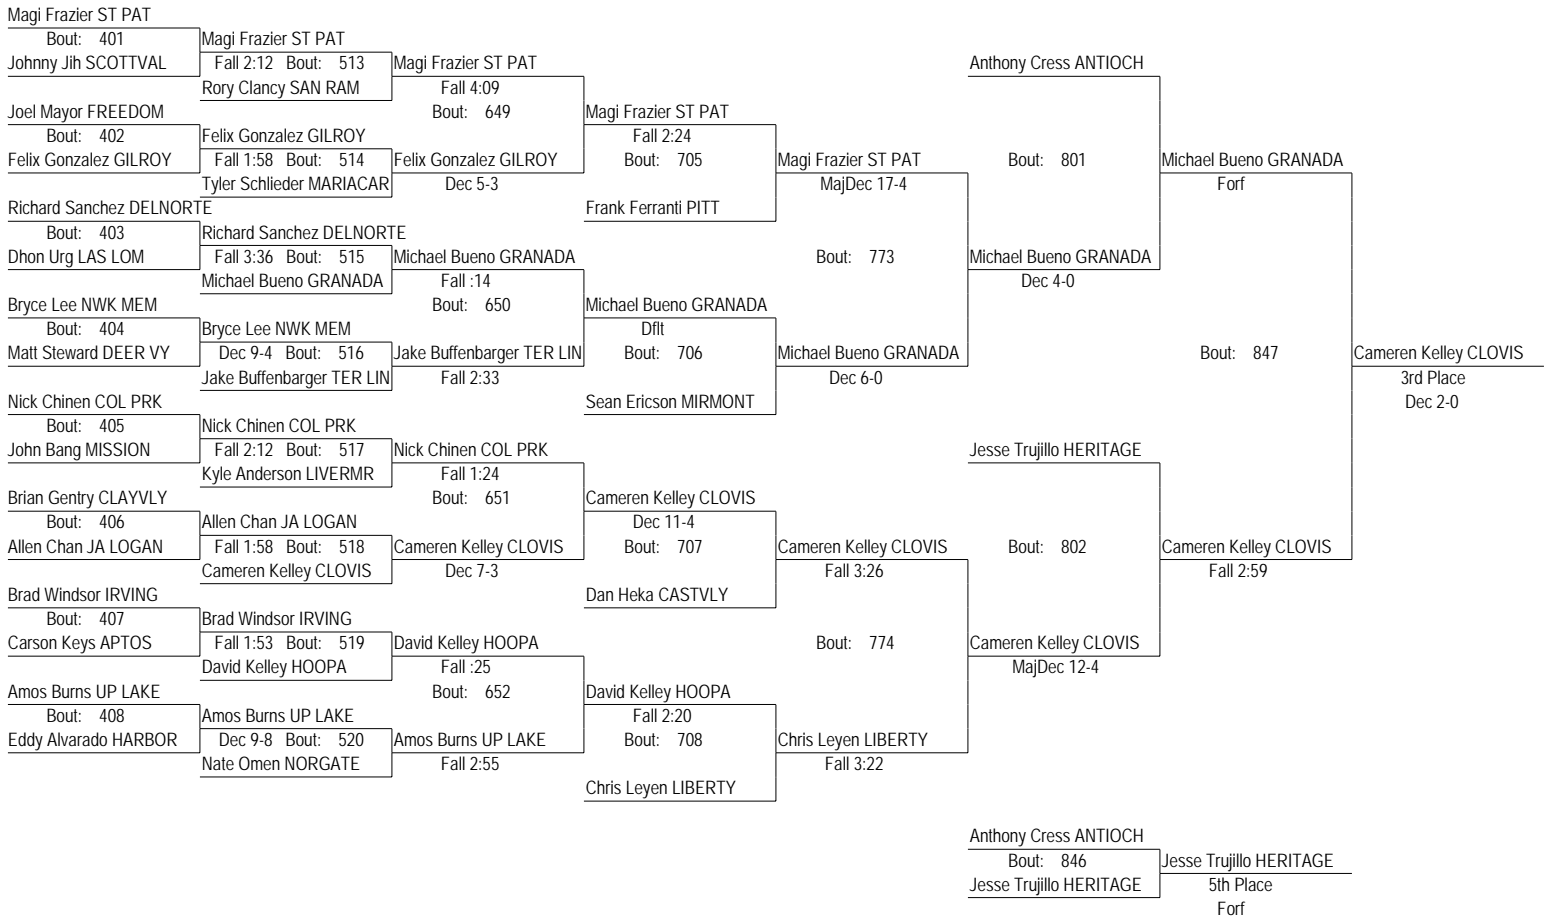 Magi Frazier ST PAT
Bout: 401
Johnny Jih SCOTTVAL
Joel Mayor FREEDOM
Bout: 402
Felix Gonzalez GILROY
Richard Sanchez DELNORTE
Bout: 403
Dhon Urg LAS LOM
Bryce Lee NWK MEM
Bout: 404
Matt Steward DEER VY
Nick Chinen COL PRK
Bout: 405
John Bang MISSION
Brian Gentry CLAYVLY
Bout: 406
Allen Chan JA LOGAN
Brad Windsor IRVING
Bout: 407
Carson Keys APTOS
Amos Burns UP LAKE
Bout: 408
Eddy Alvarado HARBOR
Magi Frazier ST PAT
Fall 2:12 Bout: 513
Rory Clancy SAN RAM
Felix Gonzalez GILROY
Fall 1:58 Bout: 514
Tyler Schlieder MARIACAR
Richard Sanchez DELNORTE
Fall 3:36 Bout: 515
Michael Bueno GRANADA
Bryce Lee NWK MEM
Dec 9-4 Bout: 516
Jake Buffenbarger TER LIN
Nick Chinen COL PRK
Fall 2:12 Bout: 517
Kyle Anderson LIVERMR
Allen Chan JA LOGAN
Fall 1:58 Bout: 518
Cameren Kelley CLOVIS
Brad Windsor IRVING
Fall 1:53 Bout: 519
David Kelley HOOPA
Amos Burns UP LAKE
Dec 9-8 Bout: 520
Nate Omen NORGATE
Magi Frazier ST PAT
Fall 4:09
Bout: 649
Felix Gonzalez GILROY
Dec 5-3
Michael Bueno GRANADA
Fall :14
Bout: 650
Jake Buffenbarger TER LIN
Fall 2:33
Nick Chinen COL PRK
Fall 1:24
Bout: 651
Cameren Kelley CLOVIS
Dec 7-3
David Kelley HOOPA
Fall :25
Bout: 652
Amos Burns UP LAKE
Fall 2:55
Magi Frazier ST PAT
Fall 2:24
Bout: 705
Frank Ferranti PITT
Michael Bueno GRANADA
Dflt
Bout: 706
Sean Ericson MIRMONT
Cameren Kelley CLOVIS
Dec 11-4
Bout: 707
Dan Heka CASTVLY
David Kelley HOOPA
Fall 2:20
Bout: 708
Chris Leyen LIBERTY
Magi Frazier ST PAT
MajDec 17-4
Bout: 773
Michael Bueno GRANADA
Dec 6-0
Cameren Kelley CLOVIS
Fall 3:26
Bout: 774
Chris Leyen LIBERTY
Fall 3:22
Anthony Cress ANTIOCH
Bout: 801
Michael Bueno GRANADA
Dec 4-0
Jesse Trujillo HERITAGE
Bout: 802
Cameren Kelley CLOVIS
MajDec 12-4
Michael Bueno GRANADA
Forf
Bout: 847
Cameren Kelley CLOVIS
Fall 2:59
Cameren Kelley CLOVIS
3rd Place
Dec 2-0
Anthony Cress ANTIOCH
Bout: 846
Jesse Trujillo HERITAGE
Jesse Trujillo HERITAGE
5th Place
Forf